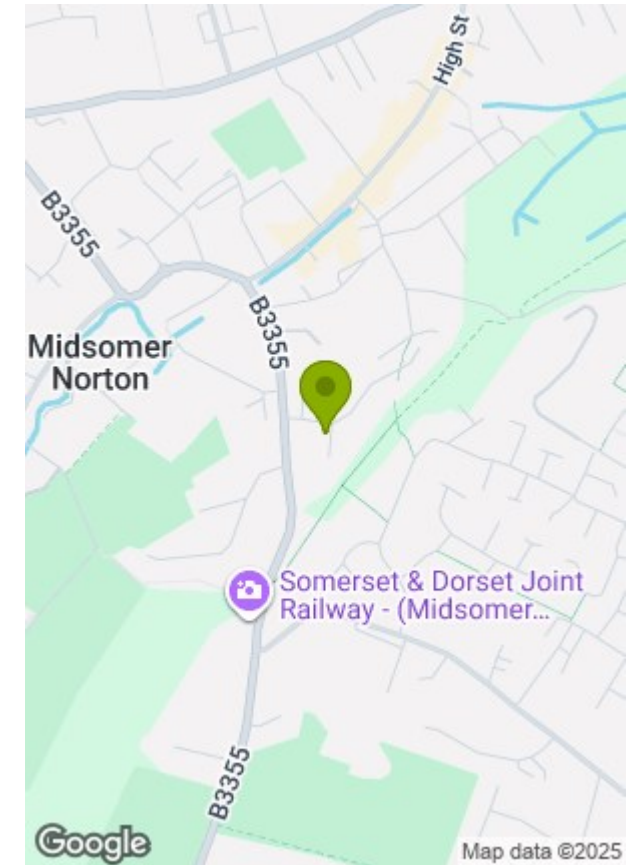 High St
B3355
B3355
Midsomer
Norton
Somerset & Dorset Joint
Railway - (Midsomer...
B3355
Google
Map data ©2025